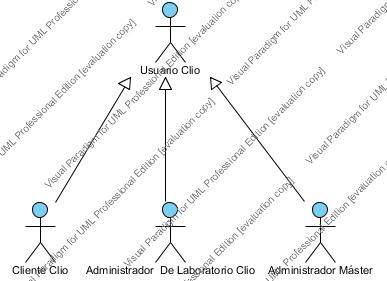 Visual Paradigm for UML Professional Edition [evaluation copy]
Usuario Clio
Cliente Clio
Administrador De Laboratorio Clio
Administrador Máster